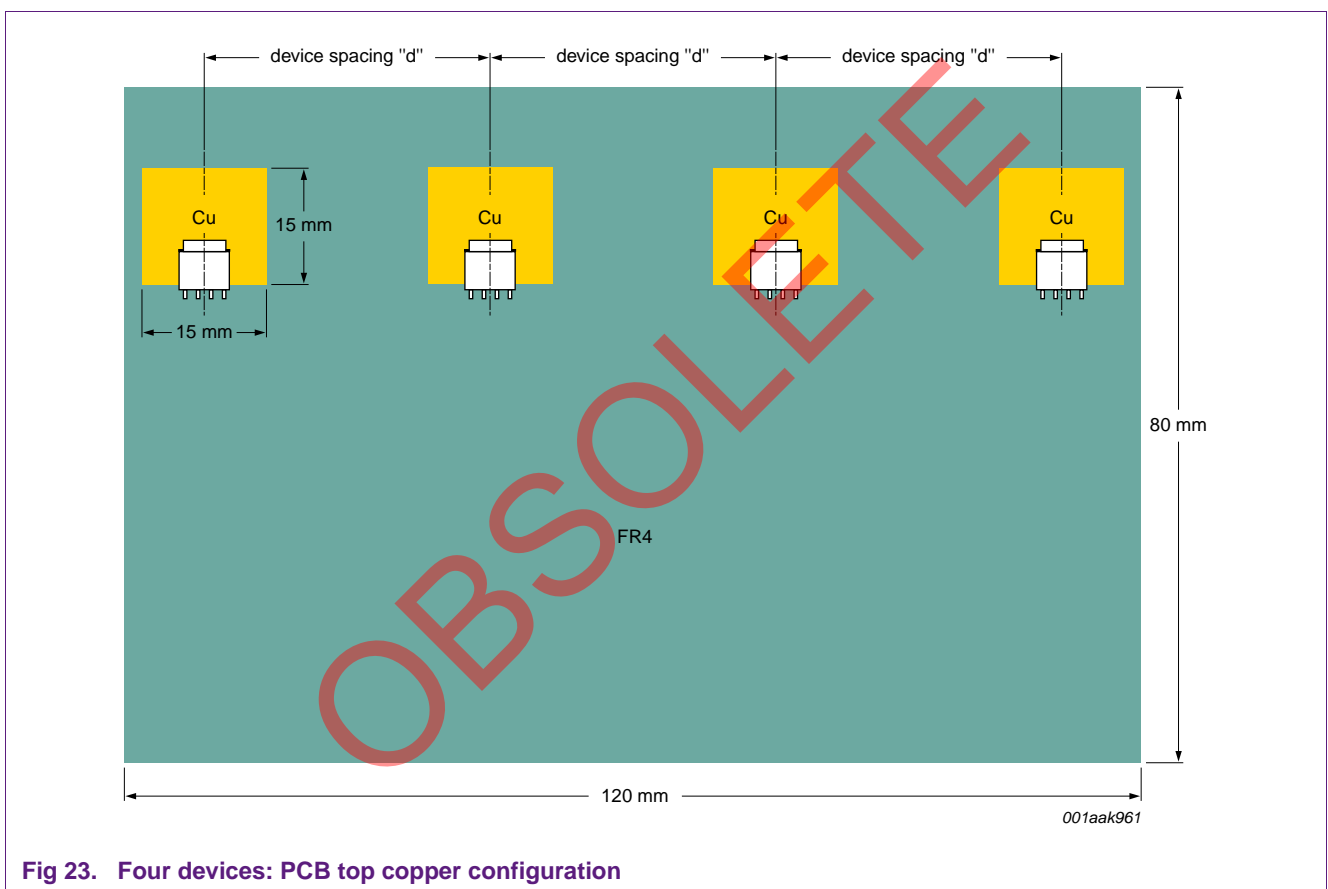 device spacing "d" device spacing "d" device spacing "d"
Cu Cu Cu Cu
15 mm
15 mm
80 mm
FR4
OBSOLETE
120 mm
001aak961
Fig 23. Four devices: PCB top copper configuration